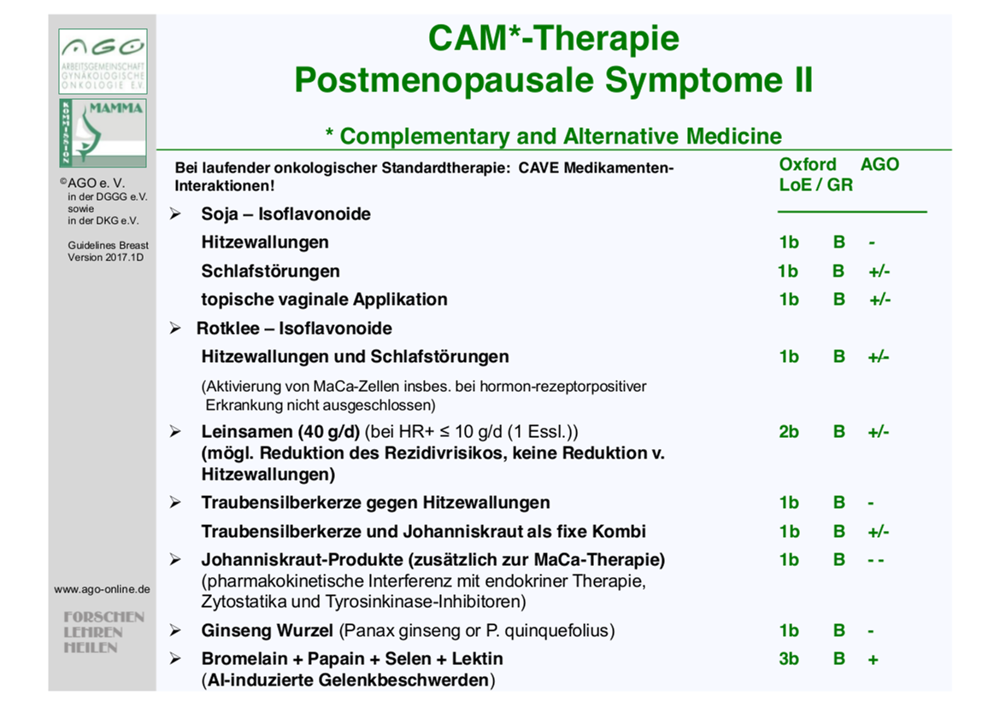 AGO
ARBEITSGEMEINSCHAFT
GYNÄKOLOGISCHE
ONKOLOGIE E.V.
KOMMISSION
MAMMA
© AGO e. V.
in der DGGG e.V.
sowie
in der DKG e.V.
Guidelines Breast
Version 2017.1D
www.ago-online.de
FORSCHEN
LEHREN
HEILEN
CAM*-Therapie
Postmenopausale Symptome II
* Complementary and Alternative Medicine
Bei laufender onkologischer Standardtherapie: CAVE Medikamenten-
Interaktionen!
Oxford AGO
LoE / GR
➢ Soja – Isoflavonoide
Hitzewallungen 1b B -
Schlafstörungen 1b B +/-
topische vaginale Applikation 1b B +/-
➢ Rotklee – Isoflavonoide
Hitzewallungen und Schlafstörungen 1b B +/-
(Aktivierung von MaCa-Zellen insbes. bei hormon-rezeptorpositiver
Erkrankung nicht ausgeschlossen)
➢ Leinsamen (40 g/d) (bei HR+ ≤ 10 g/d (1 Essl.)) 2b B +/-
(mögl. Reduktion des Rezidivrisikos, keine Reduktion v.
Hitzewallungen)
➢ Traubensilberkerze gegen Hitzewallungen 1b B -
Traubensilberkerze und Johanniskraut als fixe Kombi 1b B +/-
➢ Johanniskraut-Produkte (zusätzlich zur MaCa-Therapie) 1b B - -
(pharmakokinetische Interferenz mit endokriner Therapie,
Zytostatika und Tyrosinkinase-Inhibitoren)
➢ Ginseng Wurzel (Panax ginseng or P. quinquefolius) 1b B -
➢ Bromelain + Papain + Selen + Lektin 3b B +
(AI-induzierte Gelenkbeschwerden)